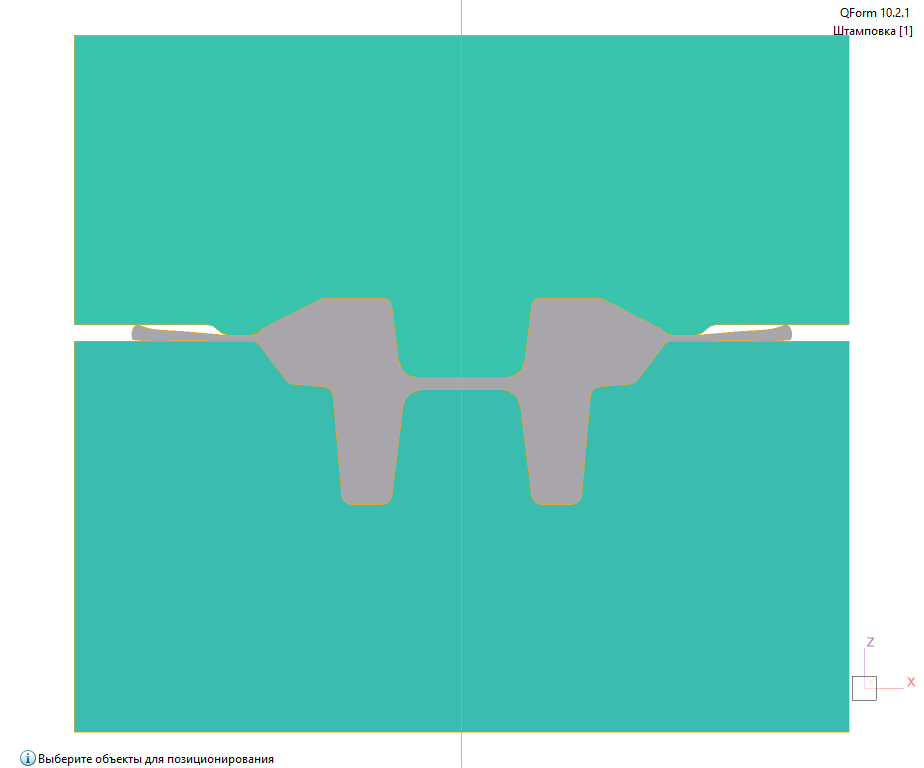 QForm 10.2.1
Штамповка [1]
Z
X
Выберите объекты для позиционирования